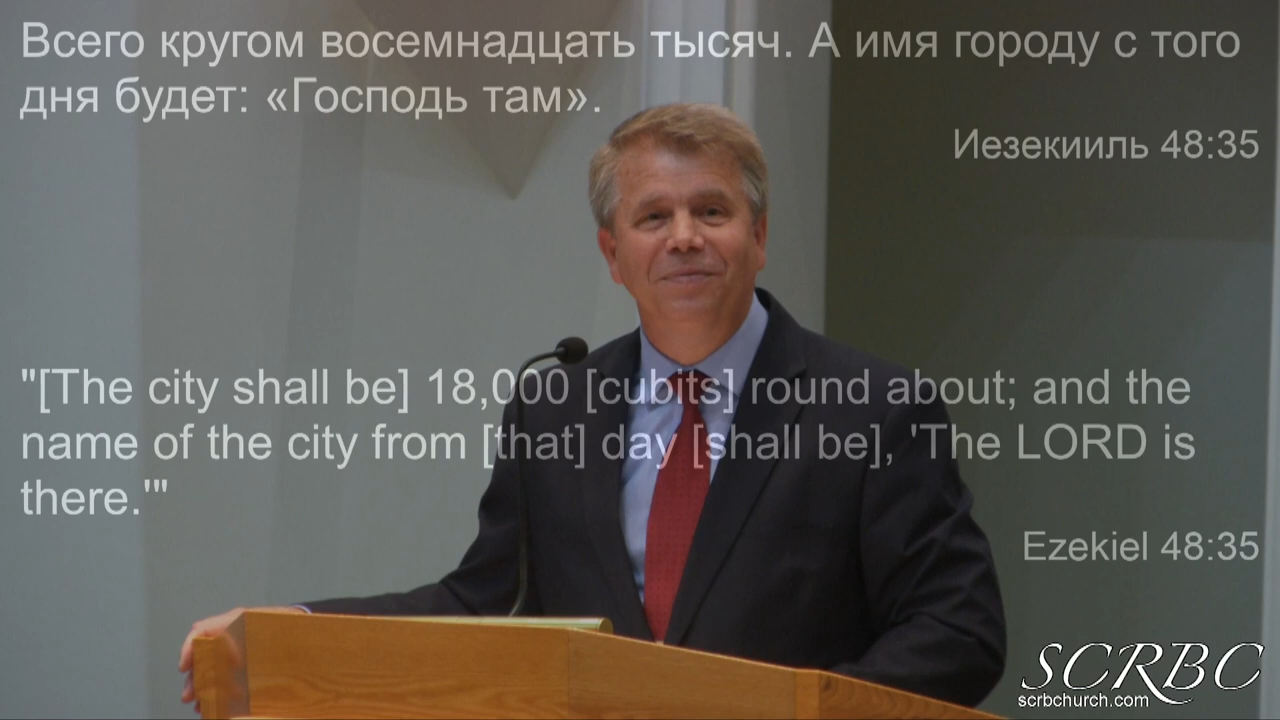 Всего кругом восемнадцать тысяч. А имя городу с того
дня будет: «Господь там».
Иезекииль 48:35
"[The city shall be] 18,000 [cubits] round about; and the
name of the city from [that] day [shall be], 'The LORD is
there.'"
Ezekiel 48:35
SCRBC
scrbchurch.com